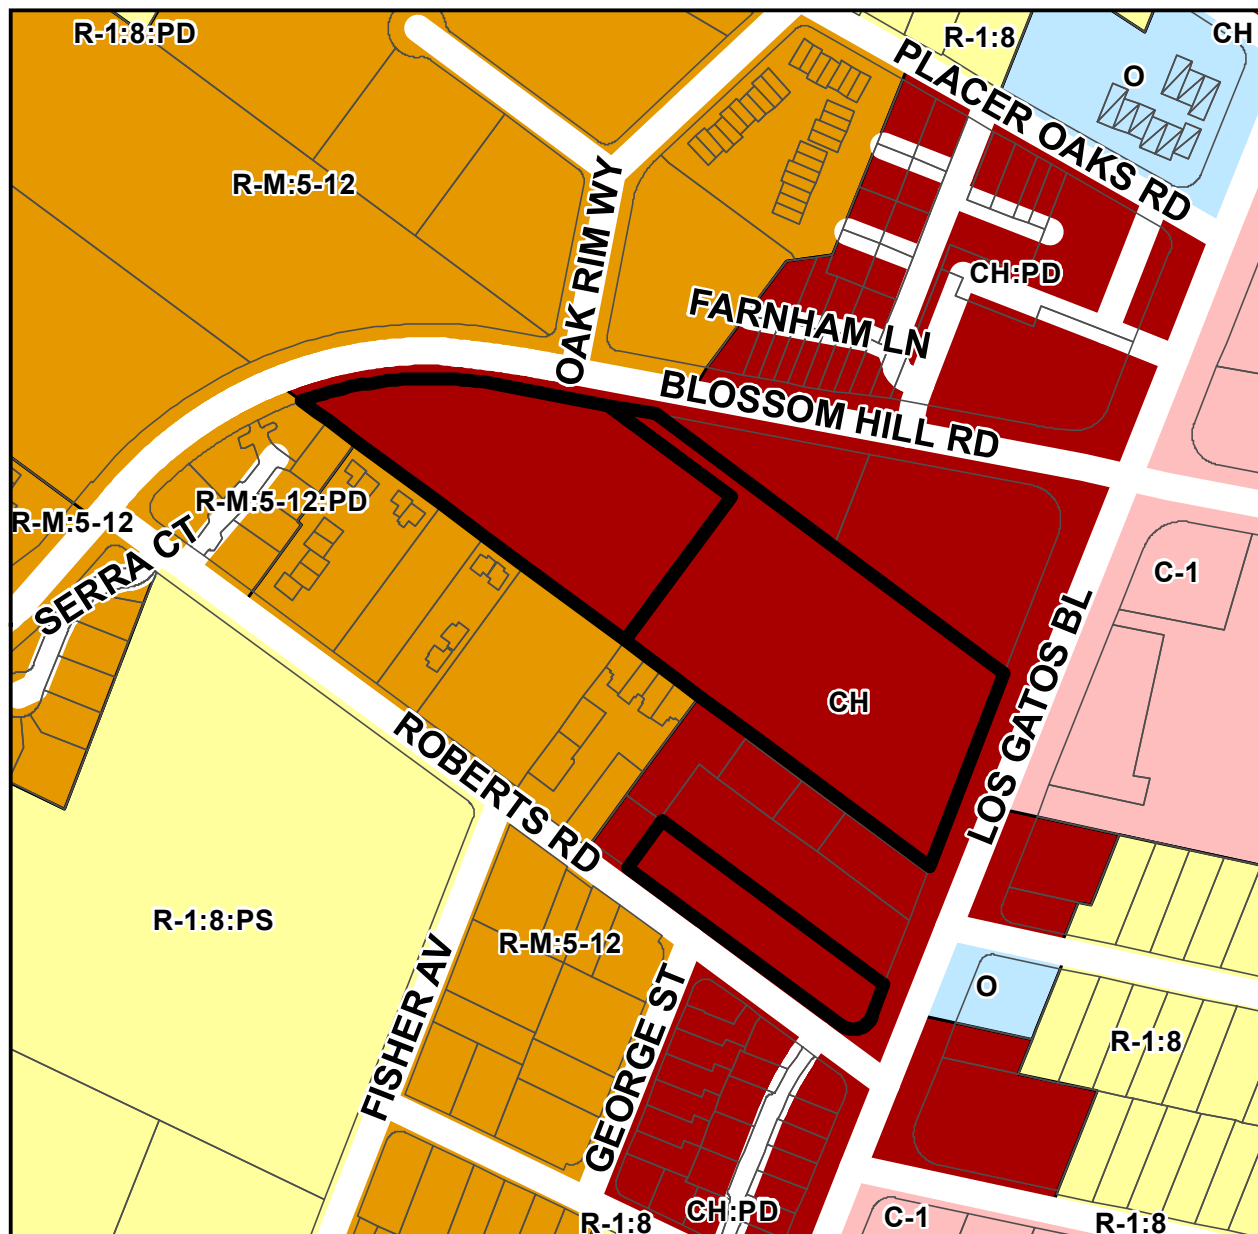 R-1:8:PD
R-1:8
CH
PLACER OAKS RD
O
R-M:5-12
OAK RIM WY
CH:PD
FARNHAM LN
BLOSSOM HILL RD
R-M:5-12:PD
R-M:5-12
SERRA CT
C-1
LOS GATOS BL
CH
ROBERTS RD
R-1:8:PS
R-M:5-12
FISHER AV
GEORGE ST
O
R-1:8
CH:PD
R-1:8
C-1
R-1:8